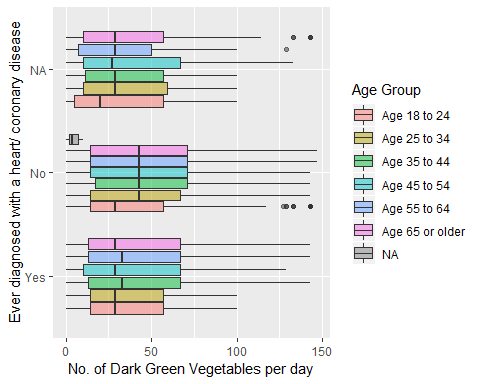 Ever diagnosed with a heart/ coronary disease
NA
No
Yes
0
50
100
150
No. of Dark Green Vegetables per day
Age Group
Age 18 to 24
Age 25 to 34
Age 35 to 44
Age 45 to 54
Age 55 to 64
Age 65 or older
NA